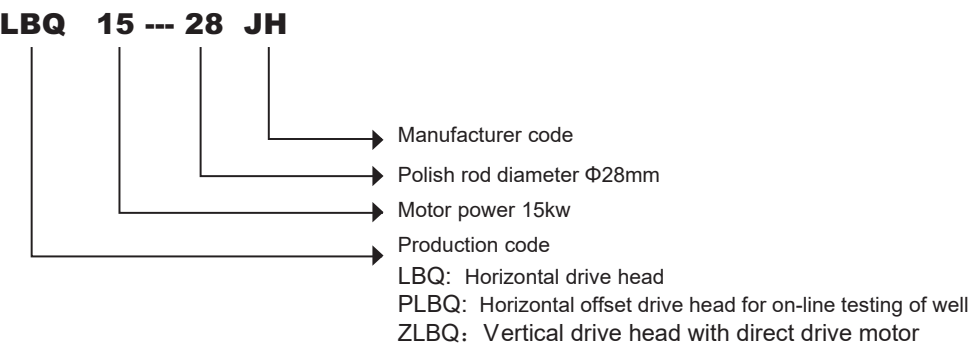 LBQ 15 --- 28 JH
Manufacturer code
Polish rod diameter Φ28mm
Motor power 15kw
Production code
LBQ: Horizontal drive head
PLBQ: Horizontal offset drive head for on-line testing of well
ZLBQ：Vertical drive head with direct drive motor